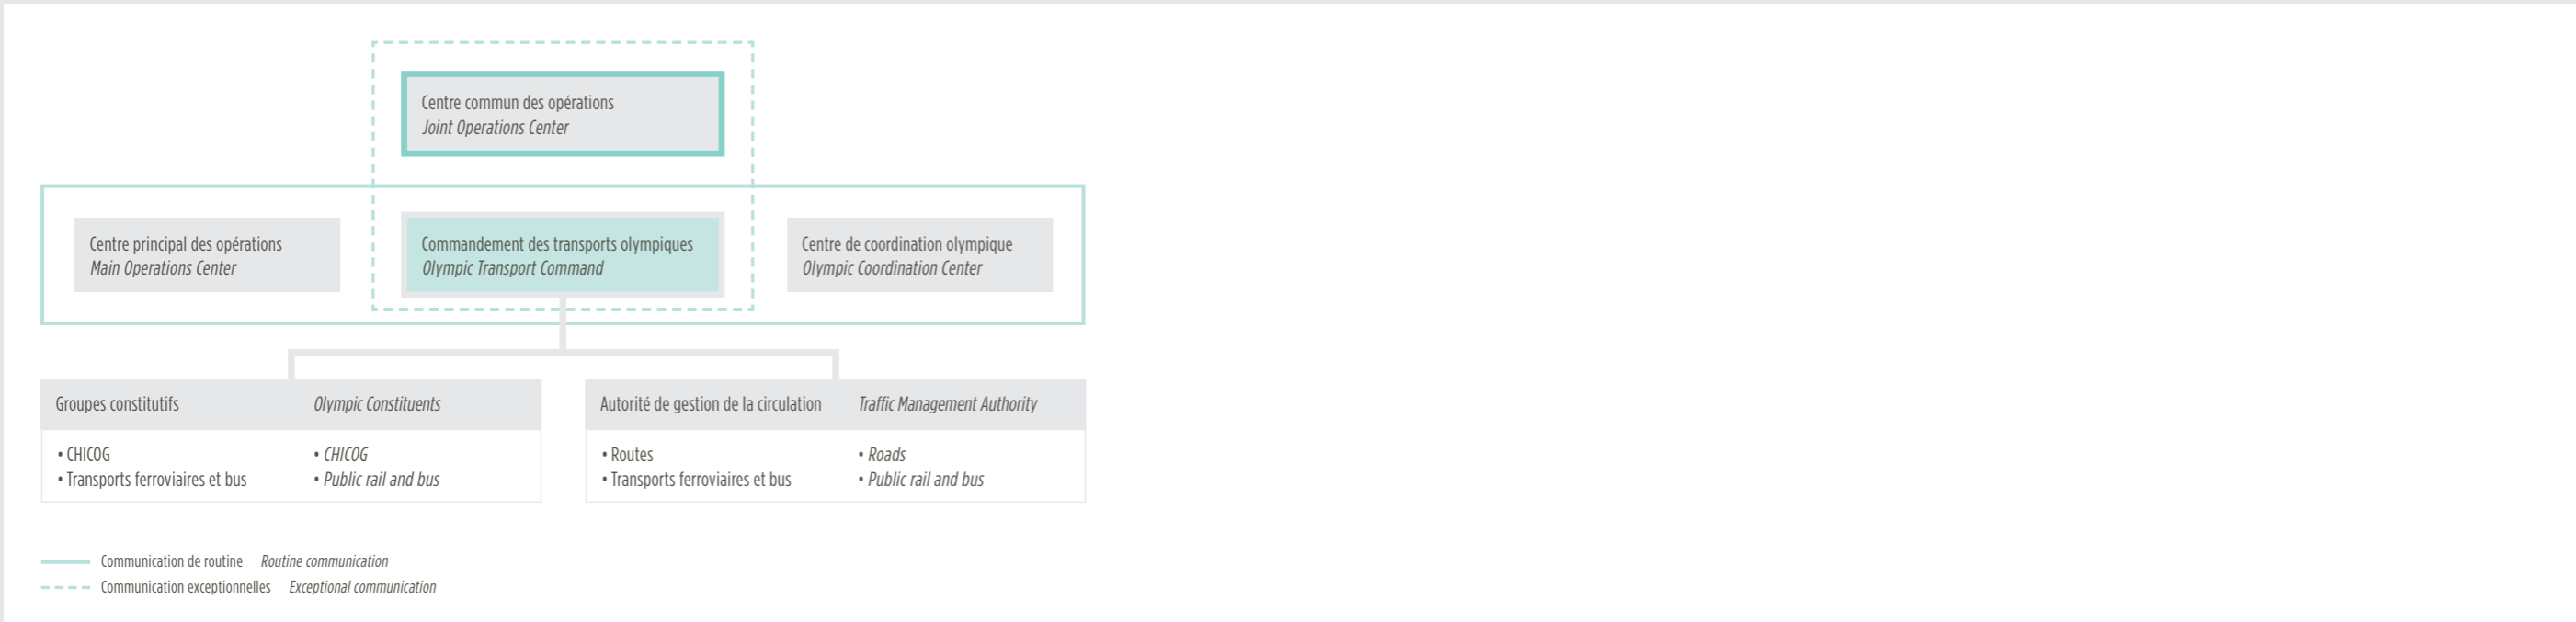 Centre commun des opérations
Joint Operations Center
Centre principal des opérations
Main Operations Center
Commandement des transports olympiques
Olympic Transport Command
Centre de coordination olympique
Olympic Coordination Center
Groupes constitutifs Olympic Constituents
• CHICOG • CHICOG
• Transports ferroviaires et bus • Public rail and bus
Autorité de gestion de la circulation Traffic Management Authority
• Routes • Roads
• Transports ferroviaires et bus • Public rail and bus
Communication de routine Routine communication
Communication exceptionnelles Exceptional communication